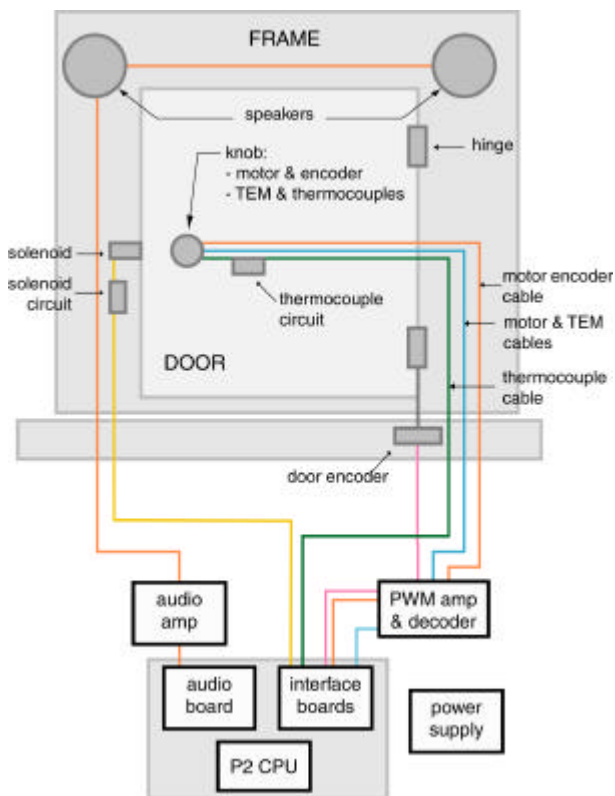 FRAME
speakers
hinge
knob:
- motor & encoder
- TEM & thermocouples
solenoid
solenoid
circuit
thermocouple
circuit
motor encoder
cable
motor & TEM
cables
DOOR
thermocouple
cable
door encoder
audio
amp
PWM amp
& decoder
audio
board
interface
boards
power
supply
P2 CPU